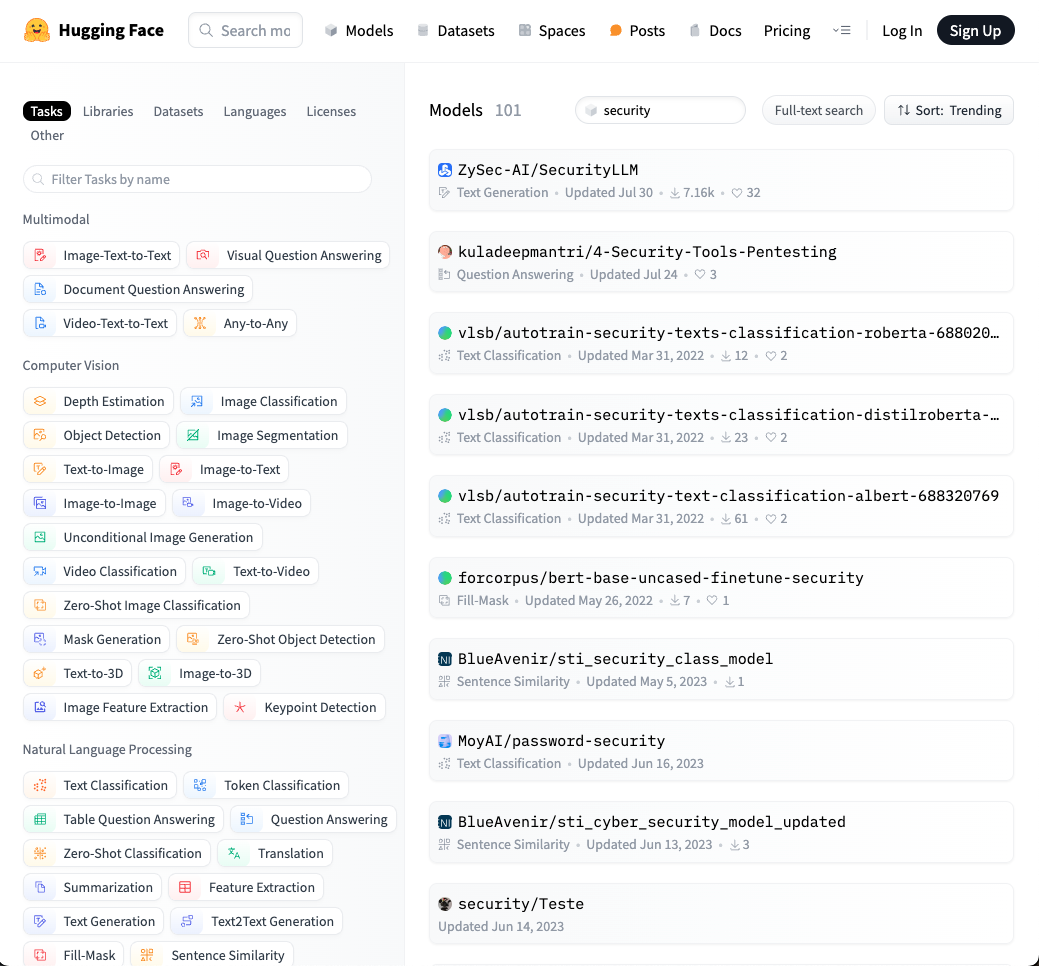 Hugging Face
Search mo
Models
Datasets
Spaces
Posts
Docs
Pricing
Log In
Sign Up
Tasks Libraries Datasets Languages Licenses
Other
Filter Tasks by name
Multimodal
Image-Text-to-Text Visual Question Answering
Document Question Answering
Video-Text-to-Text Any-to-Any
Computer Vision
Depth Estimation Image Classification
Object Detection Image Segmentation
Text-to-Image Image-to-Text
Image-to-Image Image-to-Video
Unconditional Image Generation
Video Classification Text-to-Video
Zero-Shot Image Classification
Mask Generation Zero-Shot Object Detection
Text-to-3D Image-to-3D
Image Feature Extraction Keypoint Detection
Natural Language Processing
Text Classification Token Classification
Table Question Answering Question Answering
Zero-Shot Classification Translation
Summarization Feature Extraction
Text Generation Text2Text Generation
Fill-Mask Sentence Similarity
Models 101 security Full-text search Sort: Trending
ZySec-AI/SecurityLLM
Text Generation • Updated Jul 30 • 7.16k • 32
kuladeepmantri/4-Security-Tools-Pentesting
Question Answering • Updated Jul 24 • 3
vlsb/autotrain-security-texts-classification-roberta-688020…
Text Classification • Updated Mar 31, 2022 • 12 • 2
vlsb/autotrain-security-texts-classification-distilroberta-…
Text Classification • Updated Mar 31, 2022 • 23 • 2
vlsb/autotrain-security-text-classification-albert-688320769
Text Classification • Updated Mar 31, 2022 • 61 • 2
forcorpus/bert-base-uncased-finetune-security
Fill-Mask • Updated May 26, 2022 • 7 • 1
BlueAvenir/sti_security_class_model
Sentence Similarity • Updated May 5, 2023 • 1
MoyAI/password-security
Text Classification • Updated Jun 16, 2023
BlueAvenir/sti_cyber_security_model_updated
Sentence Similarity • Updated Jun 13, 2023 • 3
security/Teste
Updated Jun 14, 2023